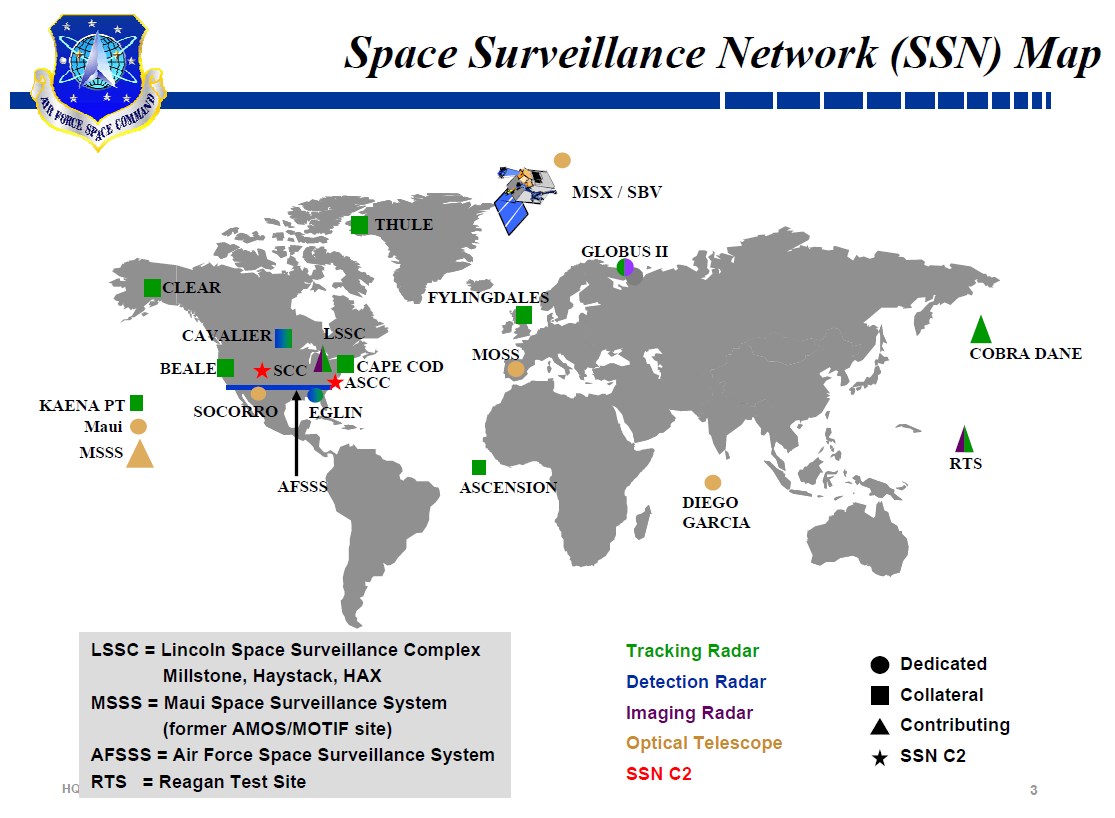 Space Surveillance Network (SSN) Map
AIR FORCE SPACE COMMAND
MSX / SBV
THULE
GLOBUS II
CLEAR
FYLINGDALES
CAVALIER
LSSC
MOSS
COBRA DANE
BEALE
SCC
CAPE COD
ASCC
KAENA PT
SOCORRO
EGLIN
Maui
MSSS
RTS
AFSSS
ASCENSION
DIEGO
GARCIA
LSSC = Lincoln Space Surveillance Complex
Millstone, Haystack, HAX
MSSS = Maui Space Surveillance System
(former AMOS/MOTIF site)
AFSSS = Air Force Space Surveillance System
RTS = Reagan Test Site
Tracking Radar
Detection Radar
Imaging Radar
Optical Telescope
SSN C2
Dedicated
Collateral
Contributing
SSN C2
HQ
3